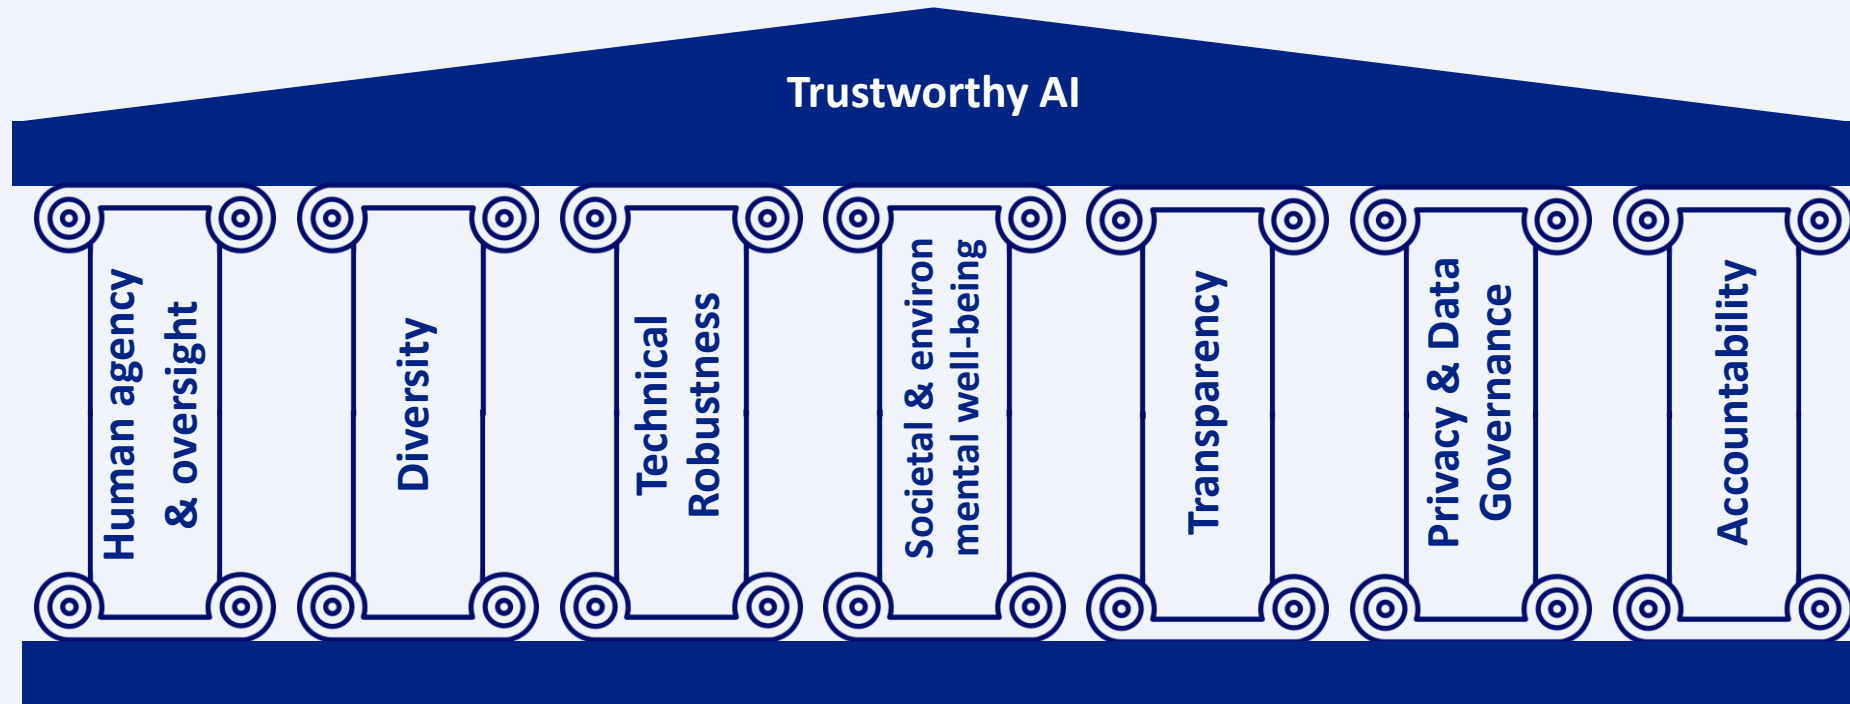 Trustworthy AI
Human agency
& oversight
Diversity
Technical
Robustness
Societal & environ
mental well-being
Transparency
Privacy & Data
Governance
Accountability